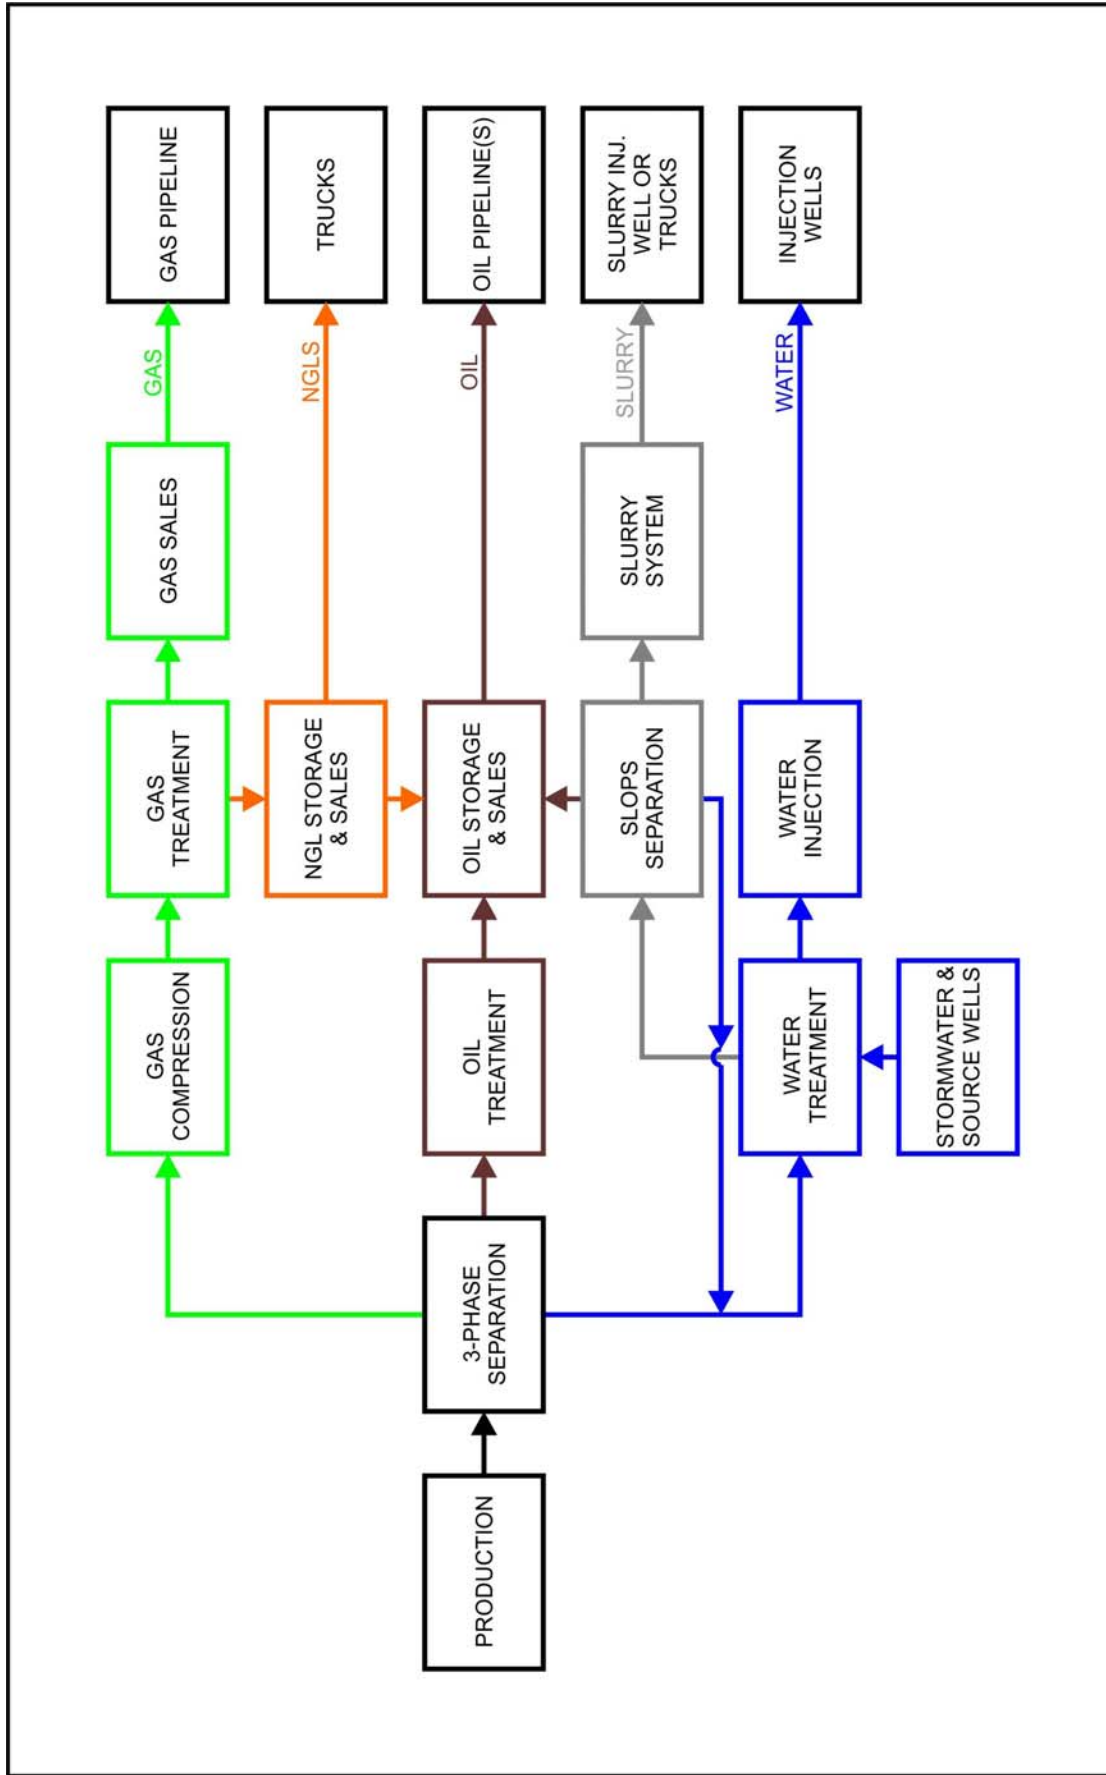 PRODUCTION
3-PHASE
SEPARATION
GAS
COMPRESSION
GAS
TREATMENT
GAS SALES
GAS
GAS PIPELINE
NGL STORAGE
& SALES
NGLS
TRUCKS
OIL
TREATMENT
OIL STORAGE
& SALES
OIL
OIL PIPELINE(S)
SLOPS
SEPARATION
SLURRY
SYSTEM
SLURRY
SLURRY INJ.
WELL OR
TRUCKS
WATER
TREATMENT
WATER
INJECTION
WATER
INJECTION
WELLS
STORMWATER &
SOURCE WELLS